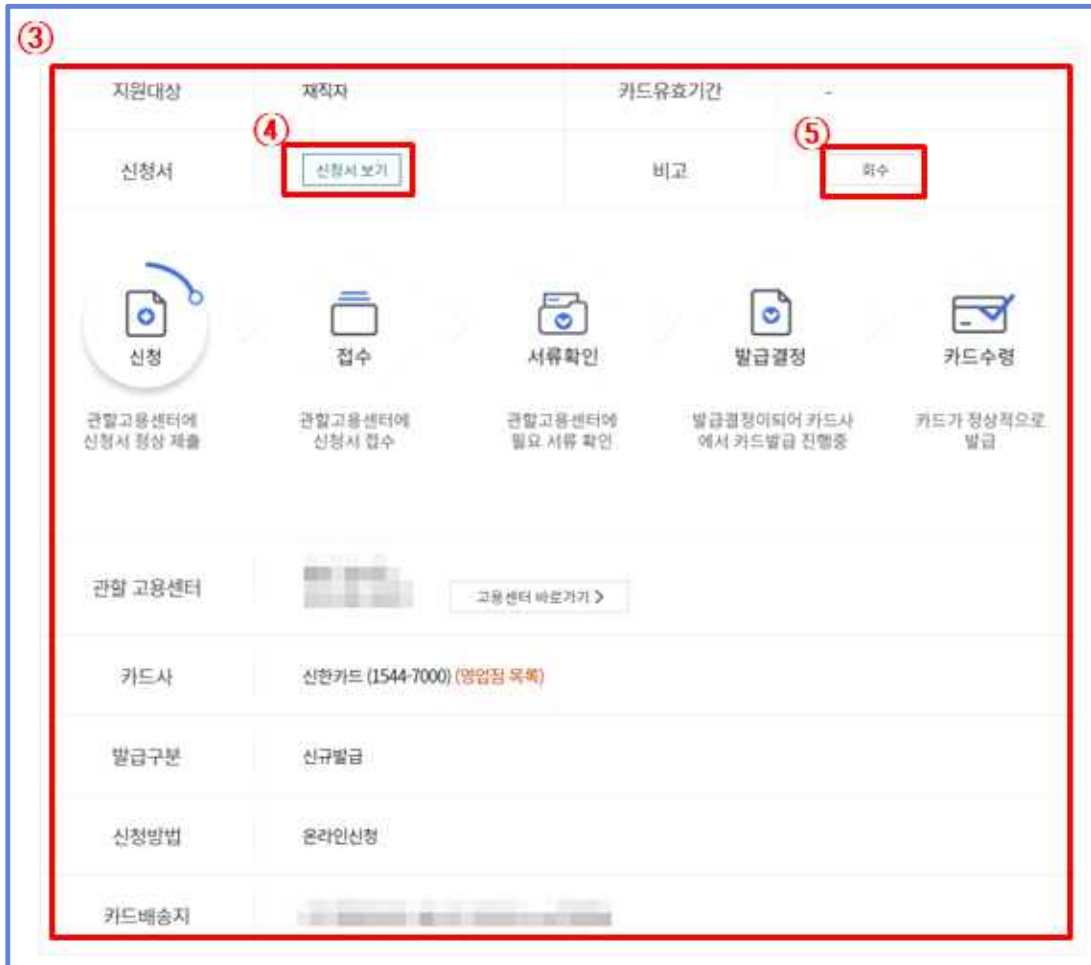 ③
지원대상 재직자 카드유효기간 -
④ ⑤
신청서 신청서 보기 비고 회수
신청 접수 서류확인 발급결정 카드수령
관할고용센터에 관할고용센터에 관할고용센터에 발급결정이되어 카드사 카드가 정상적으로
신청서 정상 제출 신청서 접수 필요 서류 확인 에서 카드발급 진행중 발급
관할 고용센터 고용센터 바로가기 >
카드사 신한카드 (1544-7000) (영업점 목록)
발급구분 신규발급
신청방법 온라인신청
카드배송지